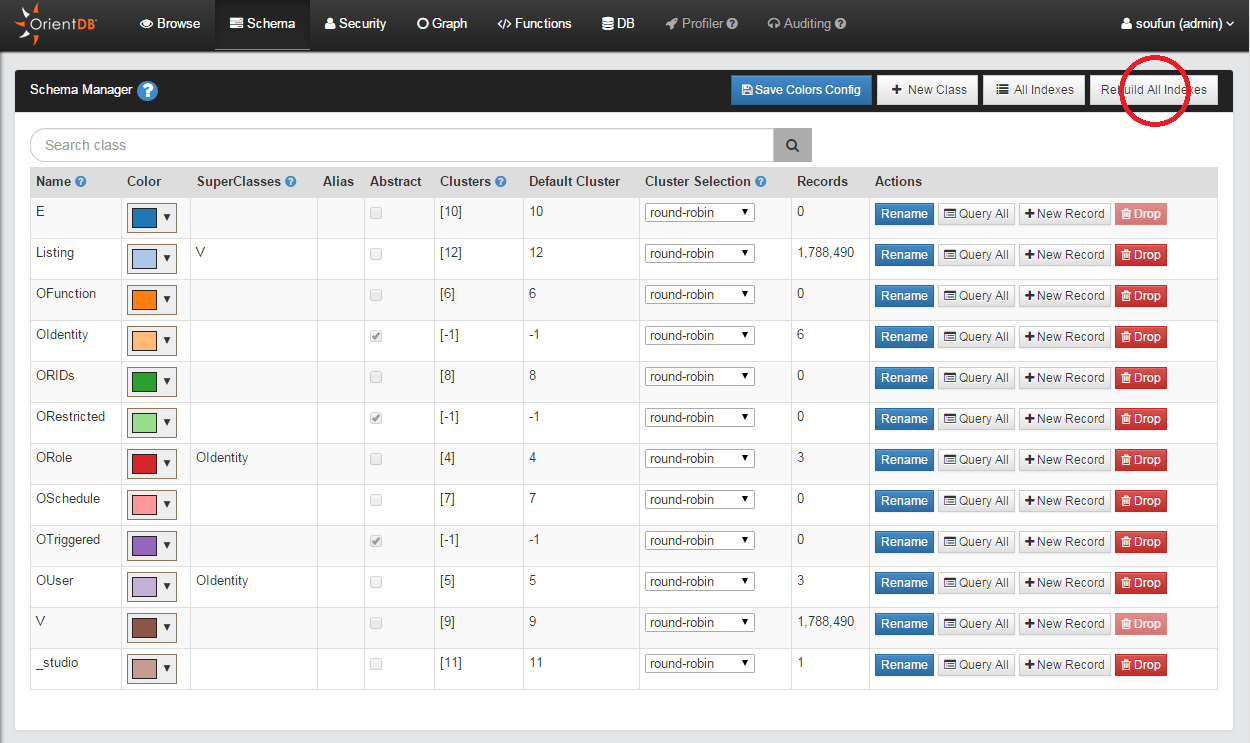 OrientDB® Browse Schema Security Graph </> Functions DB Profiler ? Auditing ? soufun (admin)
Schema Manager ? Save Colors Config + New Class All Indexes Rebuild All Indexes
Search class
Name ? Color SuperClasses ? Alias Abstract Clusters ? Default Cluster Cluster Selection ? Records Actions
E [10] 10 round-robin 0 Rename Query All + New Record Drop
Listing V [12] 12 round-robin 1,788,490 Rename Query All + New Record Drop
OFunction [6] 6 round-robin 0 Rename Query All + New Record Drop
OIdentity [-1] -1 round-robin 6 Rename Query All + New Record Drop
ORIDs [8] 8 round-robin 0 Rename Query All + New Record Drop
ORestricted [-1] -1 round-robin 0 Rename Query All + New Record Drop
ORole OIdentity [4] 4 round-robin 3 Rename Query All + New Record Drop
OSchedule [7] 7 round-robin 0 Rename Query All + New Record Drop
OTriggered [-1] -1 round-robin 0 Rename Query All + New Record Drop
OUser OIdentity [5] 5 round-robin 3 Rename Query All + New Record Drop
V [9] 9 round-robin 1,788,490 Rename Query All + New Record Drop
_studio [11] 11 round-robin 1 Rename Query All + New Record Drop